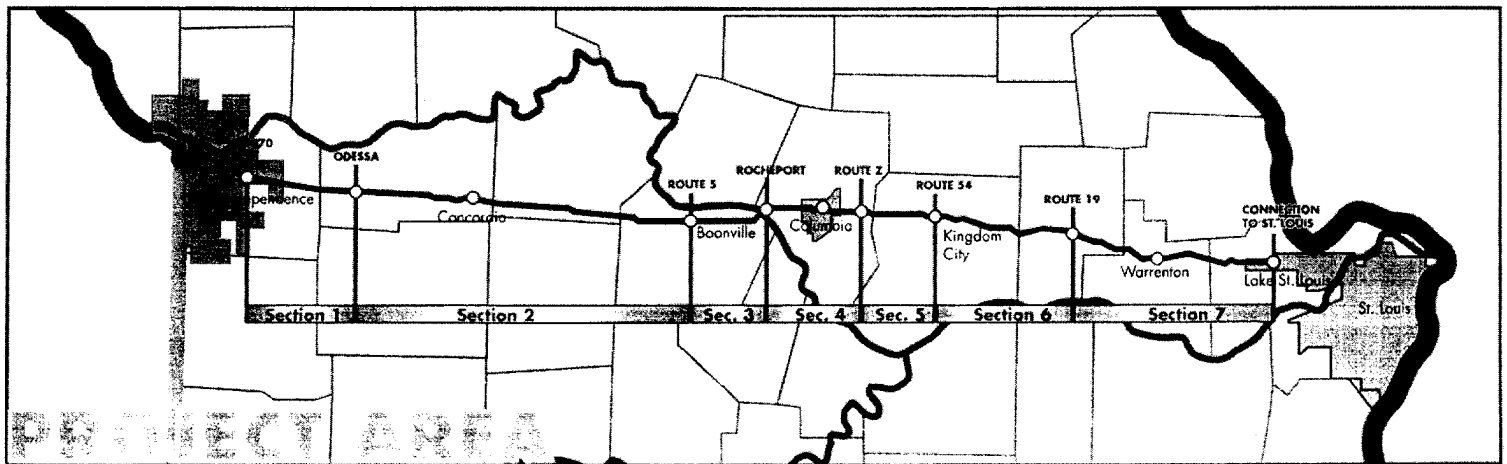 70
ODESSA
ROCHEPORT
ROUTE Z
ROUTE 5
ROUTE 54
ROUTE 19
CONNECTION
TO ST. LOUIS
pendence
Concordia
Boonville
Columbia
Kingdom
City
Warrenton
Lake St. Louis
St. Louis
Section 1
Section 2
Sec. 3
Sec. 4
Sec. 5
Section 6
Section 7
PROJECT AREA